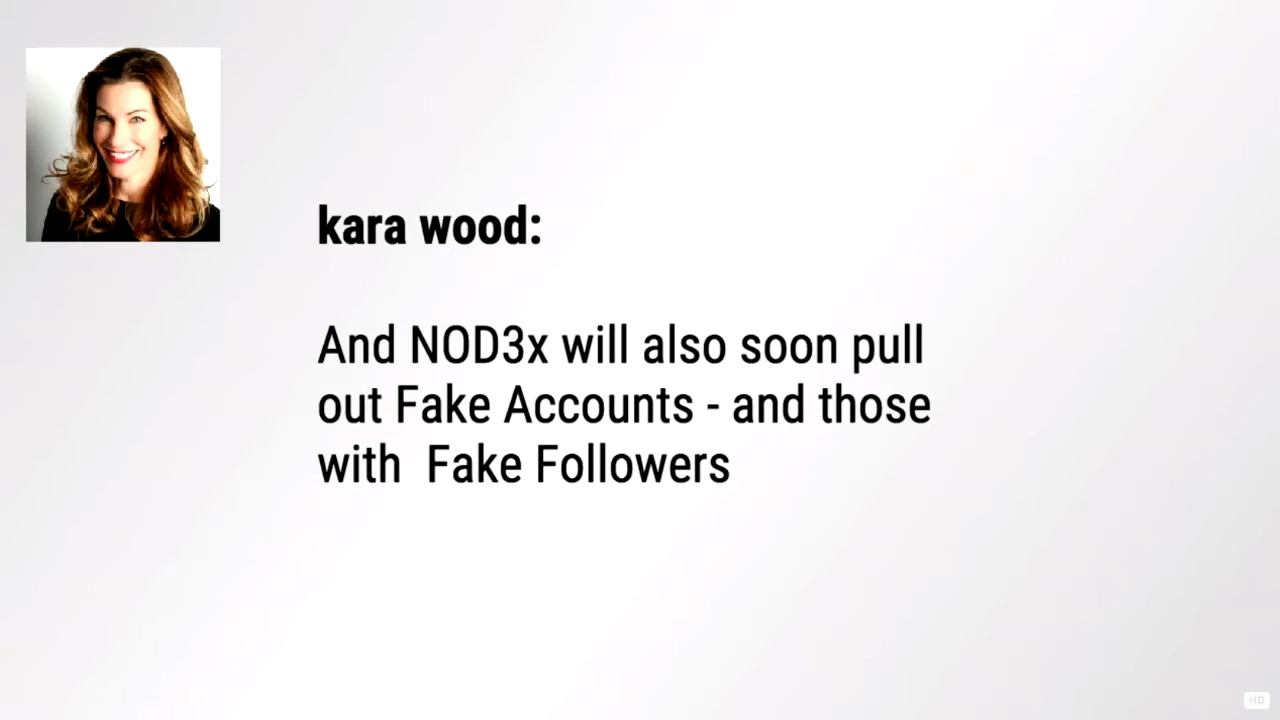 kara wood:
And NOD3x will also soon pull
out Fake Accounts - and those
with  Fake Followers
HD